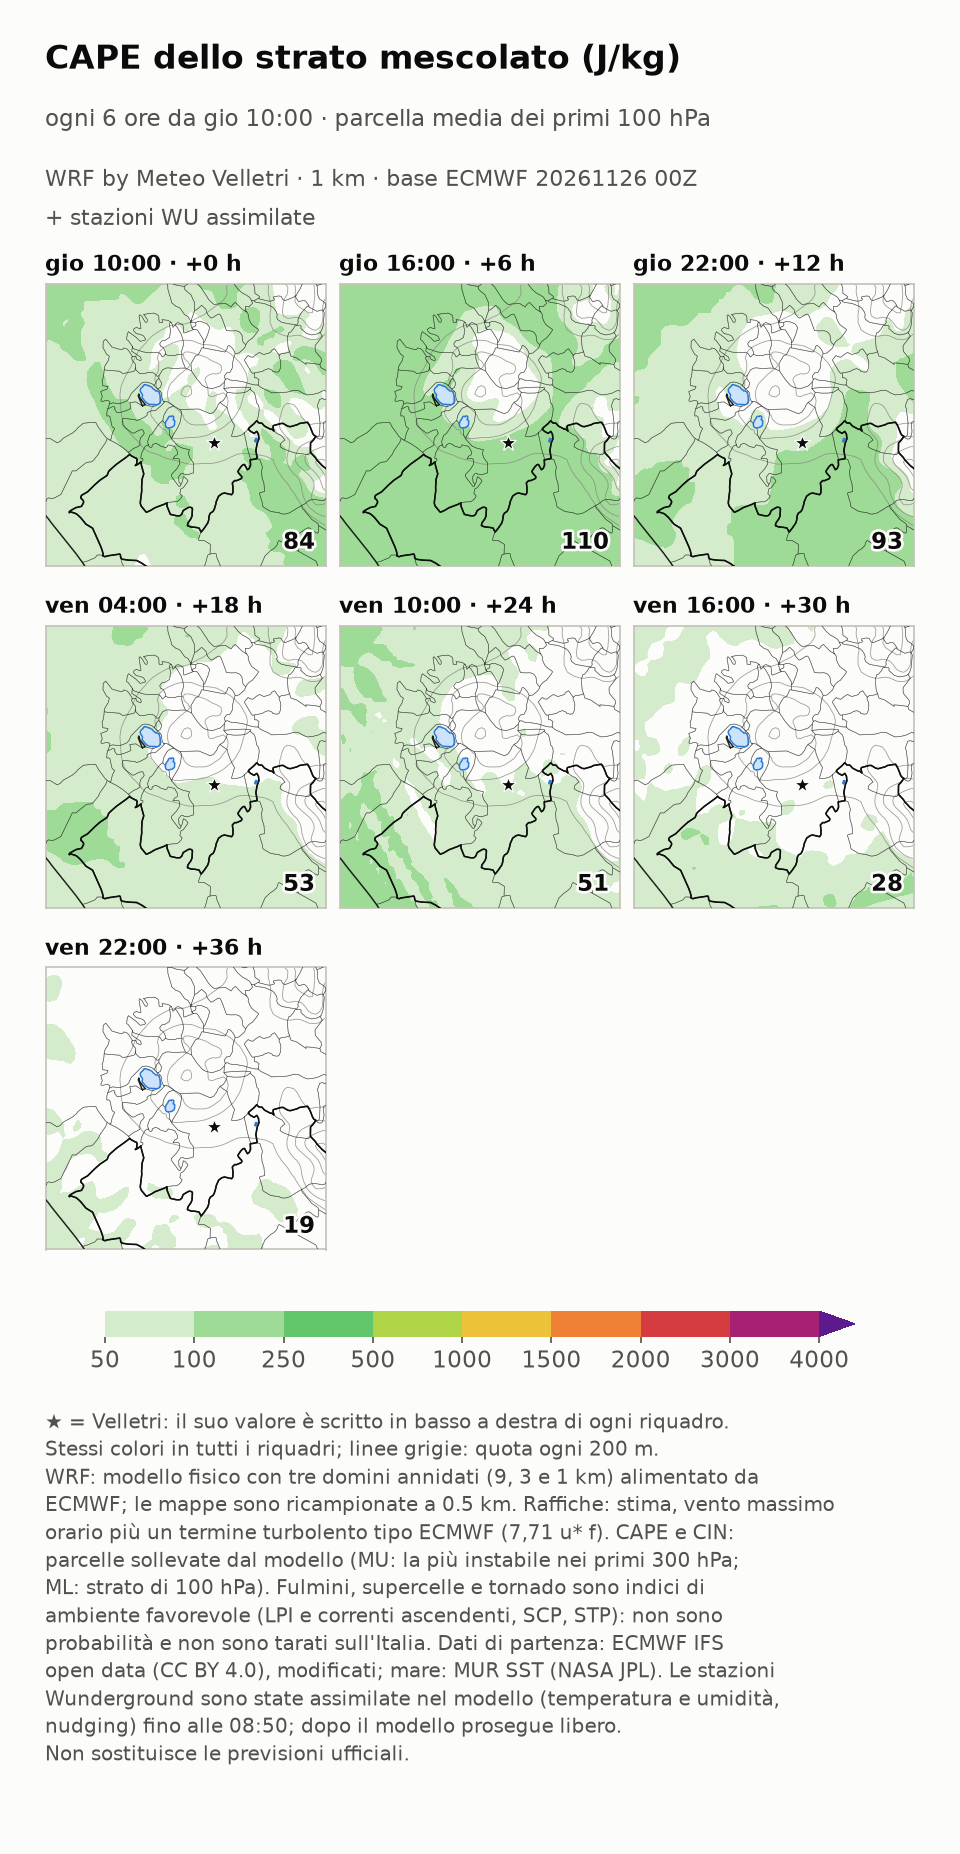 CAPE dello strato mescolato (J/kg)
ogni 6 ore da gio 10:00 · parcella media dei primi 100 hPa
WRF by Meteo Velletri · 1 km · base ECMWF 20261126 00Z
+ stazioni WU assimilate
gio 10:00 · +0 h
gio 16:00 · +6 h
gio 22:00 · +12 h
84
110
93
ven 04:00 · +18 h
ven 10:00 · +24 h
ven 16:00 · +30 h
53
51
28
ven 22:00 · +36 h
19
50 100 250 500 1000 1500 2000 3000 4000
★ = Velletri: il suo valore è scritto in basso a destra di ogni riquadro.
Stessi colori in tutti i riquadri; linee grigie: quota ogni 200 m.
WRF: modello fisico con tre domini annidati (9, 3 e 1 km) alimentato da
ECMWF; le mappe sono ricampionate a 0.5 km. Raffiche: stima, vento massimo
orario più un termine turbolento tipo ECMWF (7,71 u* f). CAPE e CIN:
parcelle sollevate dal modello (MU: la più instabile nei primi 300 hPa;
ML: strato di 100 hPa). Fulmini, supercelle e tornado sono indici di
ambiente favorevole (LPI e correnti ascendenti, SCP, STP): non sono
probabilità e non sono tarati sull'Italia. Dati di partenza: ECMWF IFS
open data (CC BY 4.0), modificati; mare: MUR SST (NASA JPL). Le stazioni
Wunderground sono state assimilate nel modello (temperatura e umidità,
nudging) fino alle 08:50; dopo il modello prosegue libero.
Non sostituisce le previsioni ufficiali.